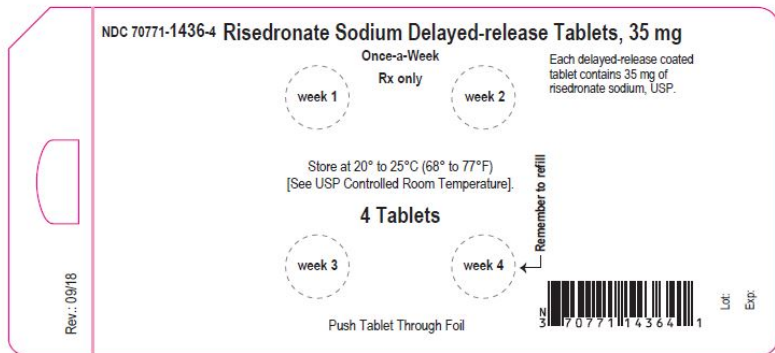 NDC 70771-1436-4 Risedronate Sodium Delayed-release Tablets, 35 mg
Once-a-Week
Rx only
Each delayed-release coated
tablet contains 35 mg of
risedronate sodium, USP.
week 1
week 2
Store at 20° to 25°C (68° to 77°F)
[See USP Controlled Room Temperature].
4 Tablets
Remember to refill
week 3
week 4
Push Tablet Through Foil
Rev.: 09/18
N
3 70771 14364 1
Lot:
Exp: